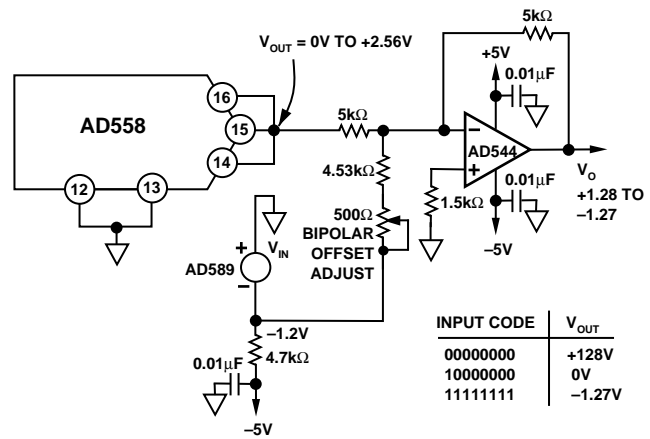 5kΩ
V_OUT = 0V TO +2.56V
+5V
0.01μF
16
AD558
15
5kΩ
–
AD544
14
4.53kΩ
+
V_O
+1.28 TO
–1.27
12
13
0.01μF
1.5kΩ
500Ω
BIPOLAR
OFFSET
ADJUST
+
V_IN
AD589
–
–5V
–1.2V
4.7kΩ
0.01μF
–5V
INPUT CODE V_OUT
00000000 +128V
10000000 0V
11111111 –1.27V